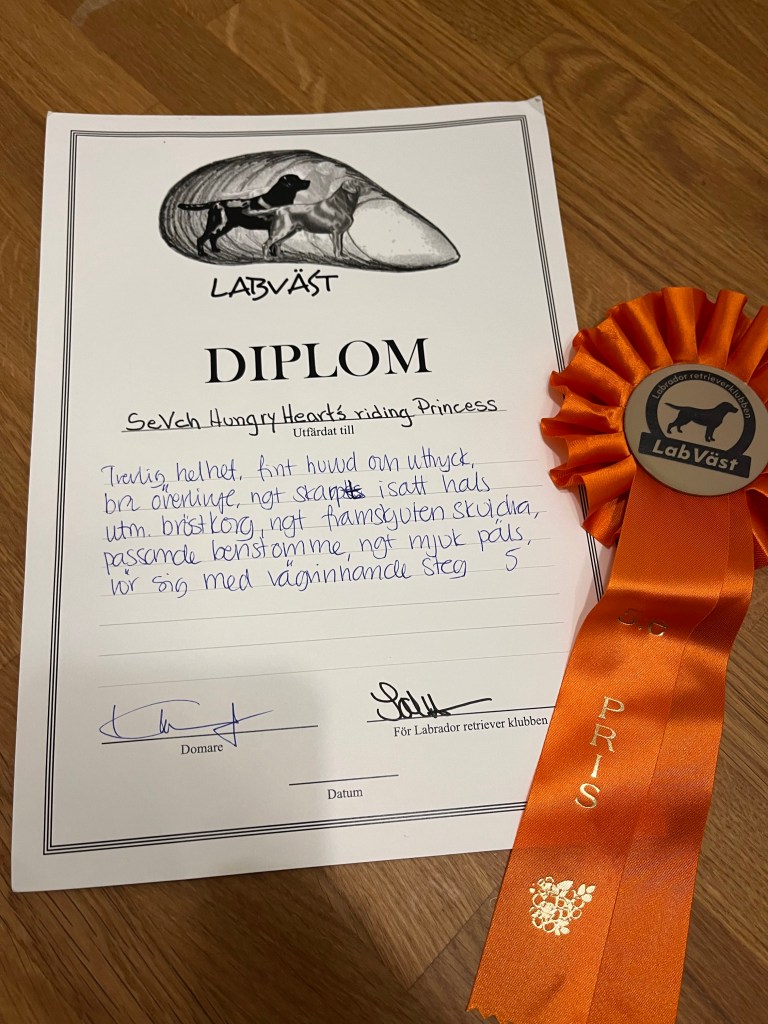 LABVÄST
DIPLOM
SeVch Hungry Heart's riding Princess
Utfärdat till
Trevlig helhet, fint huvud och uttryck,
bra överlinje, ngt skarpt isatt hals
utm. bröstkorg, ngt framskjuten skuldra,
passande benstomme, ngt mjuk päls,
rör sig med vägvinnande steg 5
Domare
För Labrador retriever klubben
Datum
Labrador retrieverklubben
LabVäst
5:e
PRIS